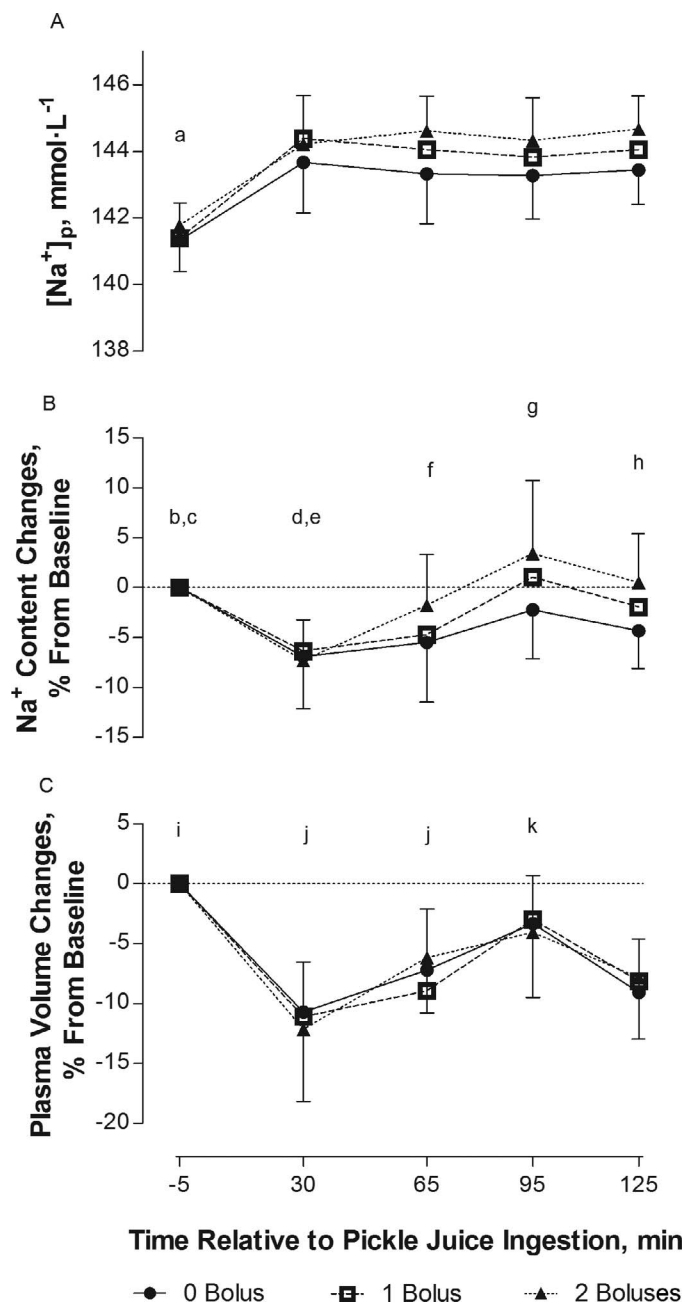 A
146
a
144
142
140
138
[Na⁺]p, mmol·L⁻¹
B
15
g
10
f
h
5
b,c
d,e
0
-5
-10
-15
Na⁺ Content Changes,
% From Baseline
C
5
i
j
j
k
0
-5
-10
-15
-20
Plasma Volume Changes,
% From Baseline
-5 30 65 95 125
Time Relative to Pickle Juice Ingestion, min
0 Bolus 1 Bolus 2 Boluses